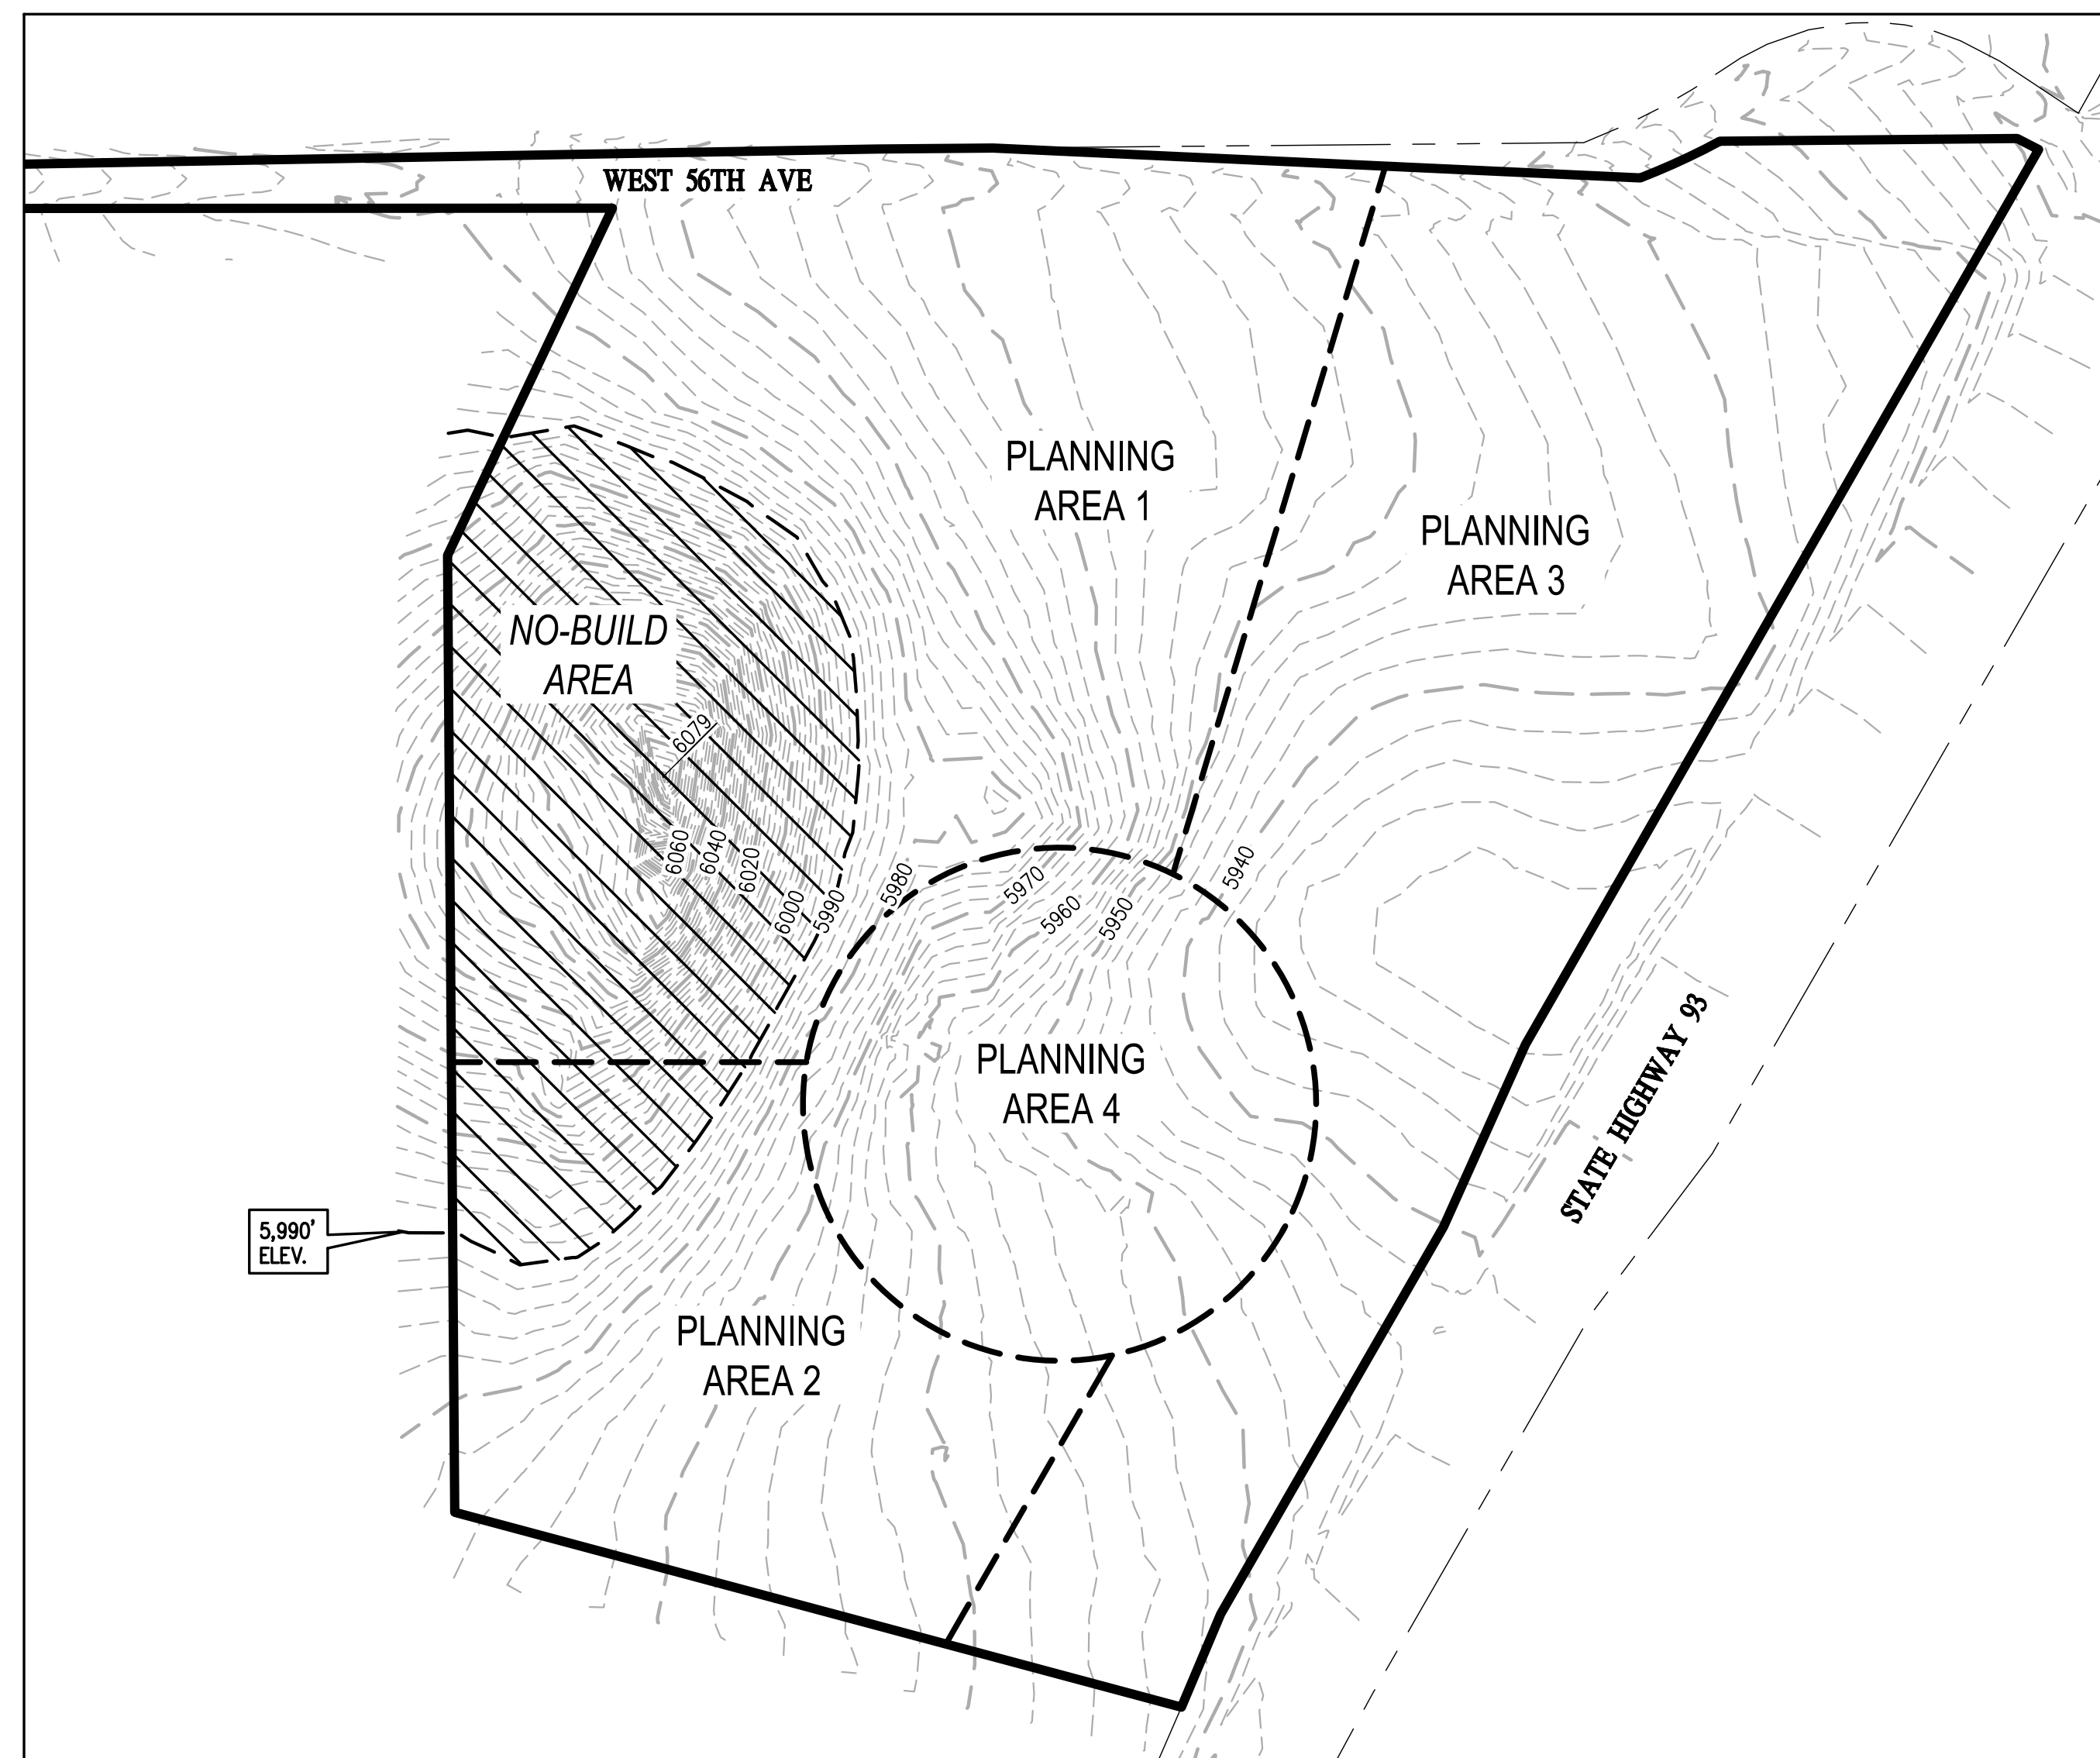 WEST 56TH AVE
PLANNING
AREA 1
PLANNING
AREA 3
NO-BUILD
AREA
6079
6060
6040
6020
6000
5990
5980
5970
5960
5950
5940
PLANNING
AREA 4
STATE HIGHWAY 93
5,990'
ELEV.
PLANNING
AREA 2